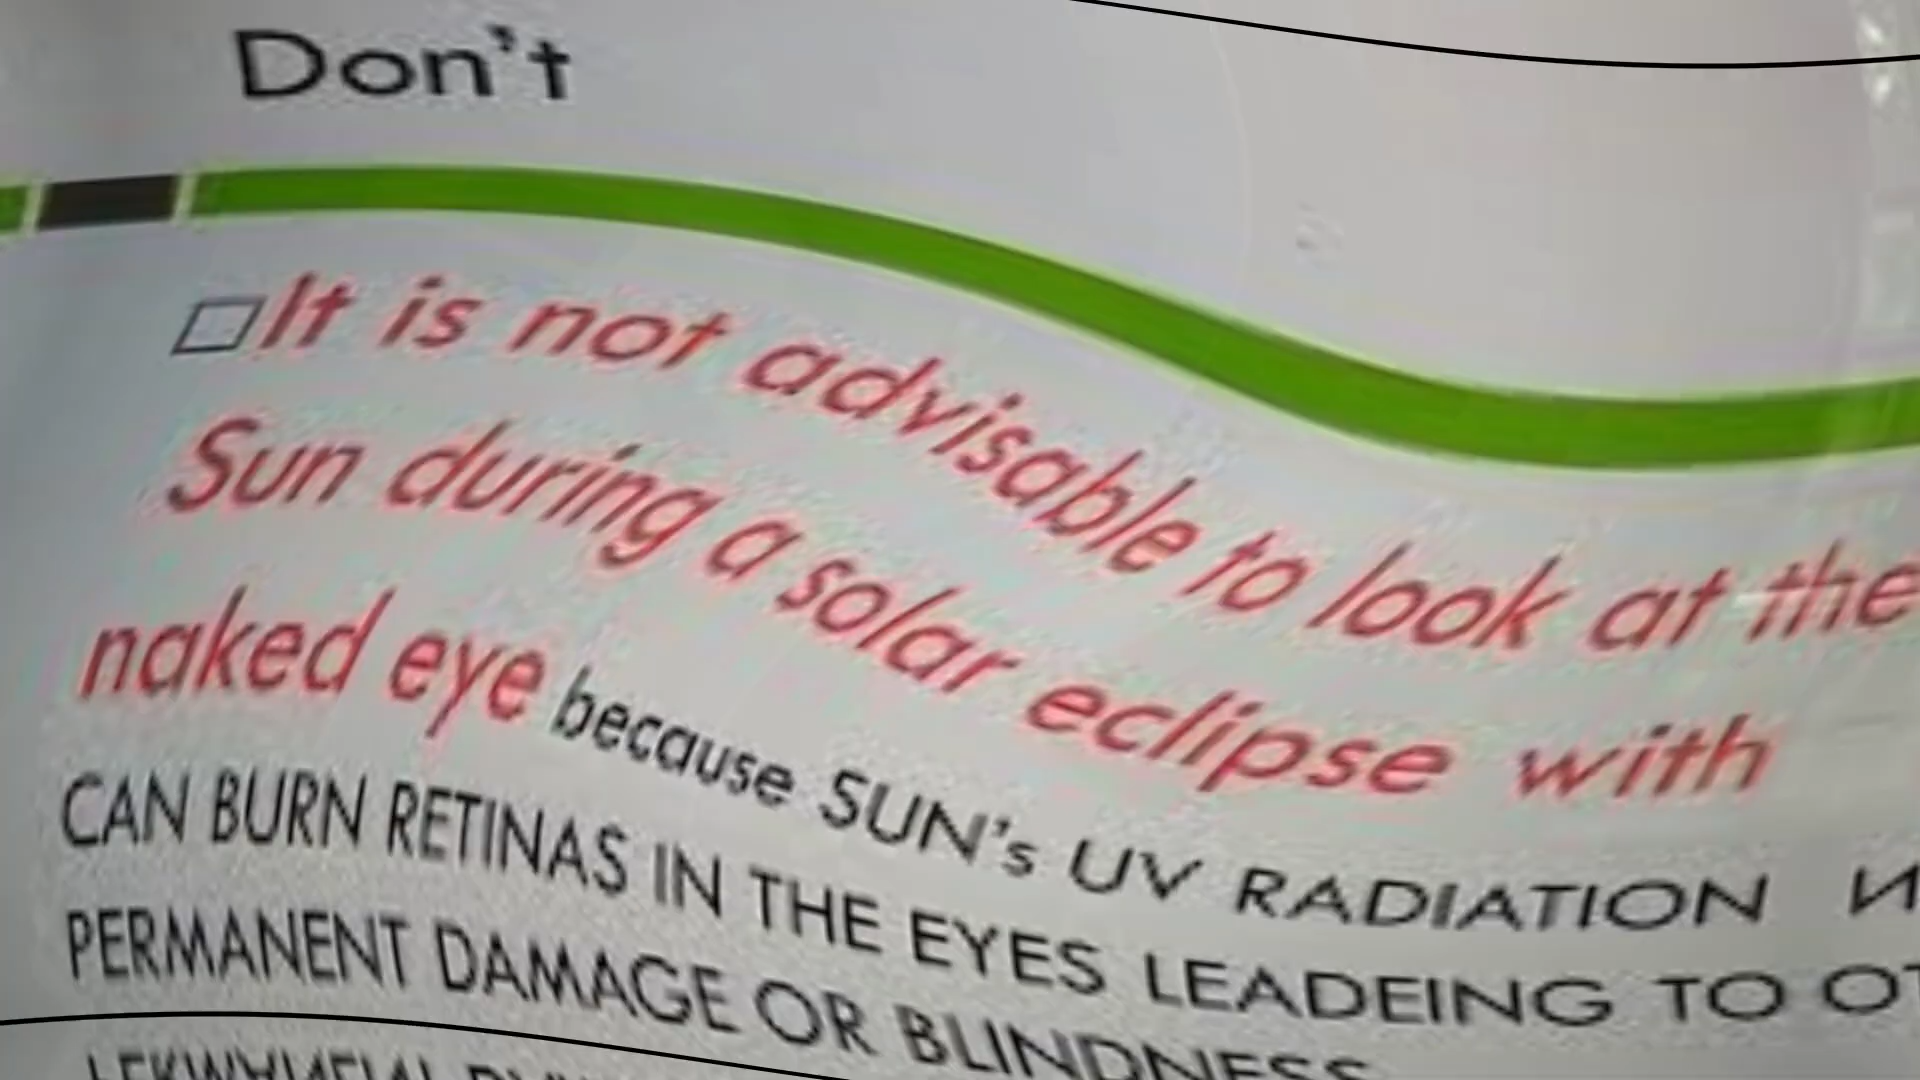 Don't
It is not advisable to look at the
Sun during a solar eclipse with
naked eye because SUN's UV RADIATION
CAN BURN RETINAS IN THE EYES LEADEING TO
PERMANENT DAMAGE OR BLINDNESS